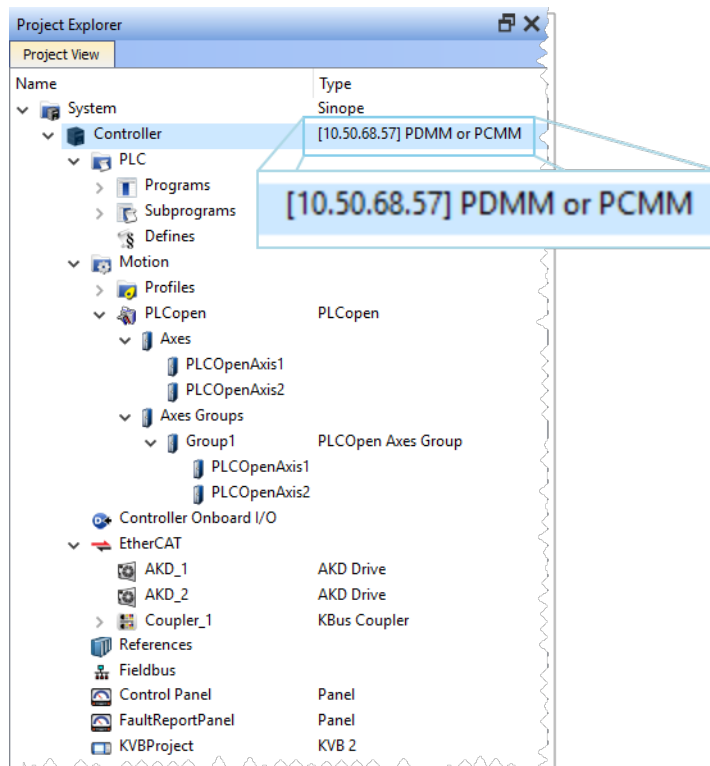 Project Explorer
Project View
Name Type
System Sinope
Controller [10.50.68.57] PDMM or PCMM
PLC
[10.50.68.57] PDMM or PCMM
Programs
Subprograms
Defines
Motion
Profiles
PLCopen PLCopen
Axes
PLCOpenAxis1
PLCOpenAxis2
Axes Groups
Group1 PLCOpen Axes Group
PLCOpenAxis1
PLCOpenAxis2
Controller Onboard I/O
EtherCAT
AKD_1 AKD Drive
AKD_2 AKD Drive
Coupler_1 KBus Coupler
References
Fieldbus
Control Panel Panel
FaultReportPanel Panel
KVBProject KVB 2